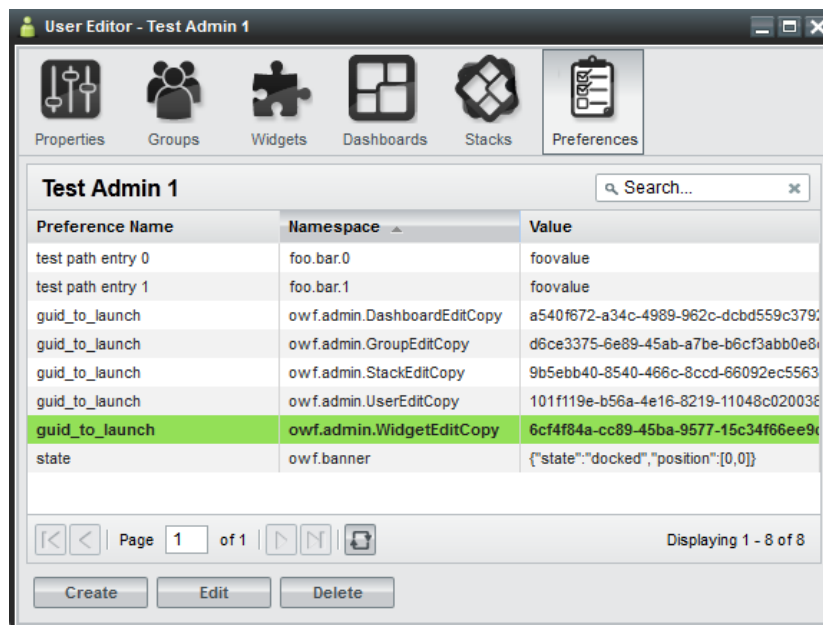 User Editor - Test Admin 1
Properties Groups Widgets Dashboards Stacks Preferences
Test Admin 1 Search...
Preference Name Namespace Value
test path entry 0 foo.bar.0 foovalue
test path entry 1 foo.bar.1 foovalue
guid_to_launch owf.admin.DashboardEditCopy a540f672-a34c-4989-962c-dcbd559c3792
guid_to_launch owf.admin.GroupEditCopy d6ce3375-6e89-45ab-a7be-b6cf3abb0e8
guid_to_launch owf.admin.StackEditCopy 9b5ebb40-8540-466c-8ccd-66092ec5563
guid_to_launch owf.admin.UserEditCopy 101f119e-b56a-4e16-8219-11048c020038
guid_to_launch owf.admin.WidgetEditCopy 6cf4f84a-cc89-45ba-9577-15c34f66ee9
state owf.banner {"state":"docked","position":[0,0]}
Page 1 of 1 Displaying 1 - 8 of 8
Create Edit Delete